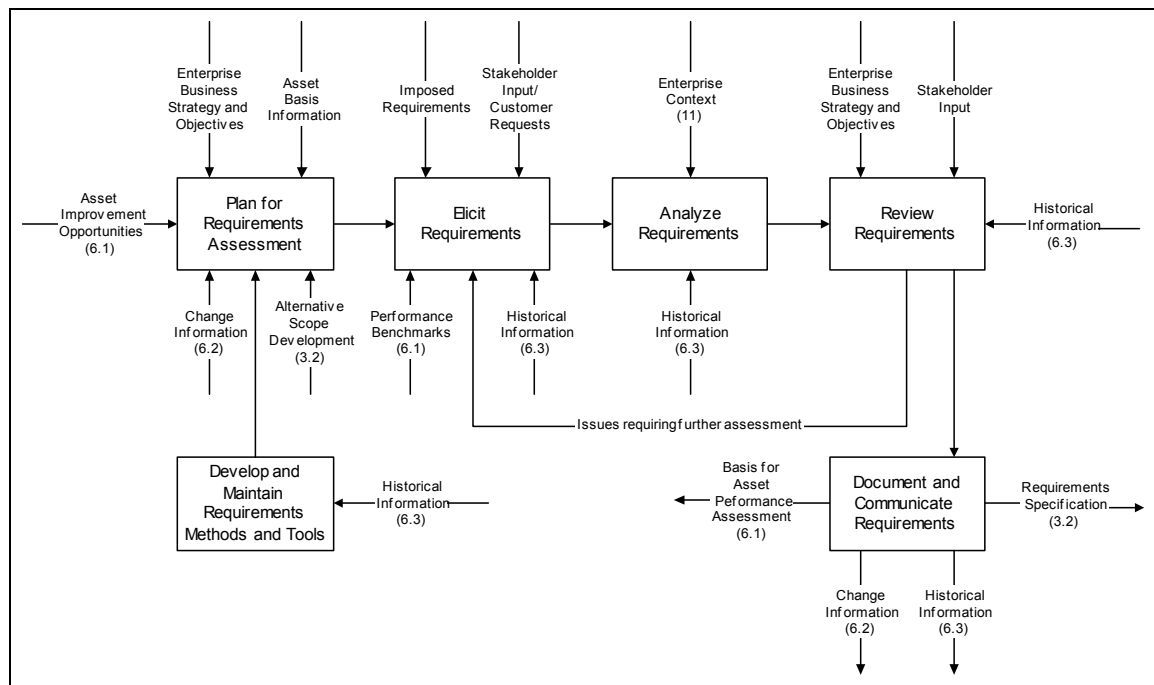 Enterprise
Business
Strategy and
Objectives
Asset
Basis
Information
Imposed
Requirements
Stakeholder
Input/
Customer
Requests
Enterprise
Context
(11)
Enterprise
Business
Strategy and
Objectives
Stakeholder
Input
Asset
Improvement
Opportunities
(6.1)
Plan for
Requirements
Assessment
Elicit
Requirements
Analyze
Requirements
Review
Requirements
Historical
Information
(6.3)
Change
Information
(6.2)
Alternative
Scope
Development
(3.2)
Performance
Benchmarks
(6.1)
Historical
Information
(6.3)
Historical
Information
(6.3)
Issues requiring further assessment
Develop and
Maintain
Requirements
Methods and Tools
Historical
Information
(6.3)
Basis for
Asset
Peformance
Assessment
(6.1)
Document and
Communicate
Requirements
Requirements
Specification
(3.2)
Change
Information
(6.2)
Historical
Information
(6.3)